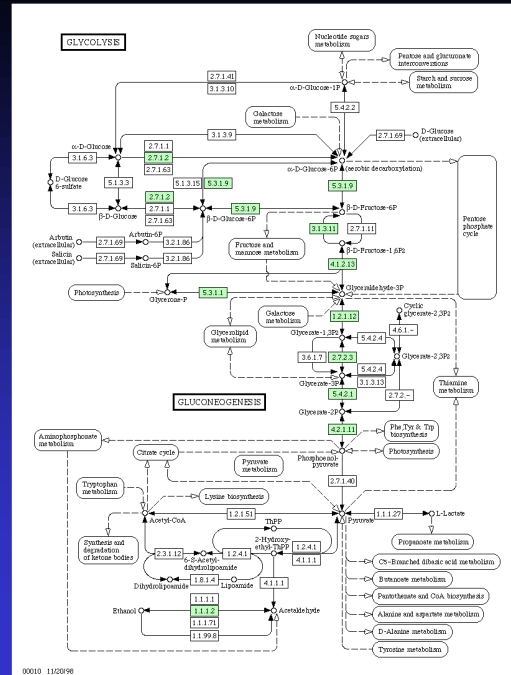 GLYCOLYSIS
Nucleotide sugars
metabolism
Pentose and glucuronate
interconversions
Starch and sucrose
metabolism
2.7.1.41
3.1.3.10
α-D-Glucose-1P
5.4.2.2
Galactose
metabolism
3.1.3.9
2.7.1.69
D-Glucose
(extracellular)
α-D-Glucose
2.7.1.1
2.7.1.2
2.7.1.63
3.1.6.3
α-D-Glucose-6P
(aerobic decarboxylation)
D-Glucose
6-sulfate
5.1.3.3
5.3.1.9
5.1.3.15
5.3.1.9
2.7.1.2
2.7.1.1
2.7.1.63
3.1.6.3
β-D-Glucose
β-D-Glucose-6P
5.3.1.9
β-D-Fructose-6P
Pentose
phosphate
cycle
3.1.3.11
2.7.1.11
Arbutin
(extracellular)
2.7.1.69
Arbutin-6P
3.2.1.86
Fructose and
mannose metabolism
β-D-Fructose-1,6P2
Salicin
(extracellular)
2.7.1.69
Salicin-6P
3.2.1.86
4.1.2.13
Photosynthesis
Glycerone-P
5.3.1.1
Glyceraldehyde-3P
Galactose
metabolism
1.2.1.12
Cyclic
glycerate-2,3P2
Glycerolipid
metabolism
Glycerate-1,3P2
4.6.1.-
5.4.2.4
3.6.1.7
2.7.2.3
Glycerate-2,3P2
5.4.2.4
3.1.3.13
Glycerate-3P
2.7.2.-
Thiamine
metabolism
5.4.2.1
GLUCONEOGENESIS
Glycerate-2P
4.2.1.11
Phe,Tyr & Trp
biosynthesis
Aminophosphonate
metabolism
Citrate cycle
Phosphoenol-
pyruvate
Photosynthesis
Pyruvate
metabolism
2.7.1.40
Tryptophan
metabolism
Lysine biosynthesis
Acetyl-CoA
1.2.1.51
Pyruvate
1.1.1.27
L-Lactate
ThPP
Propanoate metabolism
Synthesis and
degradation
of ketone bodies
2.3.1.12
6-S-Acetyl-
dihydrolipoamide
1.2.4.1
2-Hydroxy-
ethyl-ThPP
1.2.4.1
4.1.1.1
C5-Branched dibasic acid metabolism
Dihydrolipoamide
1.8.1.4
Lipoamide
4.1.1.1
Butanoate metabolism
Pantothenate and CoA biosynthesis
Ethanol
1.1.1.1
1.1.1.2
1.1.1.71
1.1.99.8
Acetaldehyde
Alanine and aspartate metabolism
D-Alanine metabolism
Tyrosine metabolism
00010 11/20/98